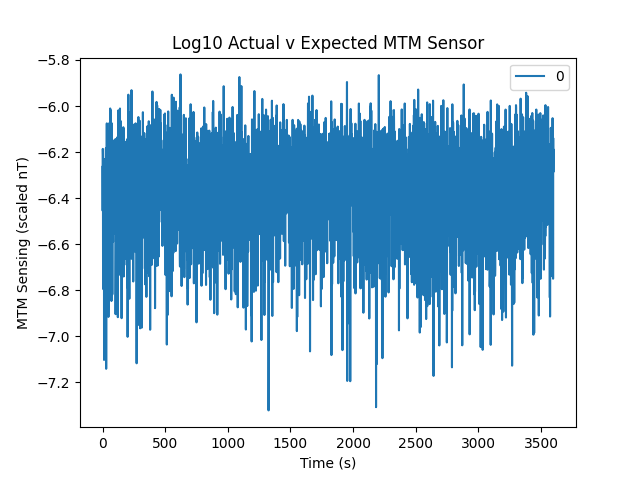 Log10 Actual v Expected MTM Sensor
0
MTM Sensing (scaled nT)
−5.8
−6.0
−6.2
−6.4
−6.6
−6.8
−7.0
−7.2
0 500 1000 1500 2000 2500 3000 3500
Time (s)